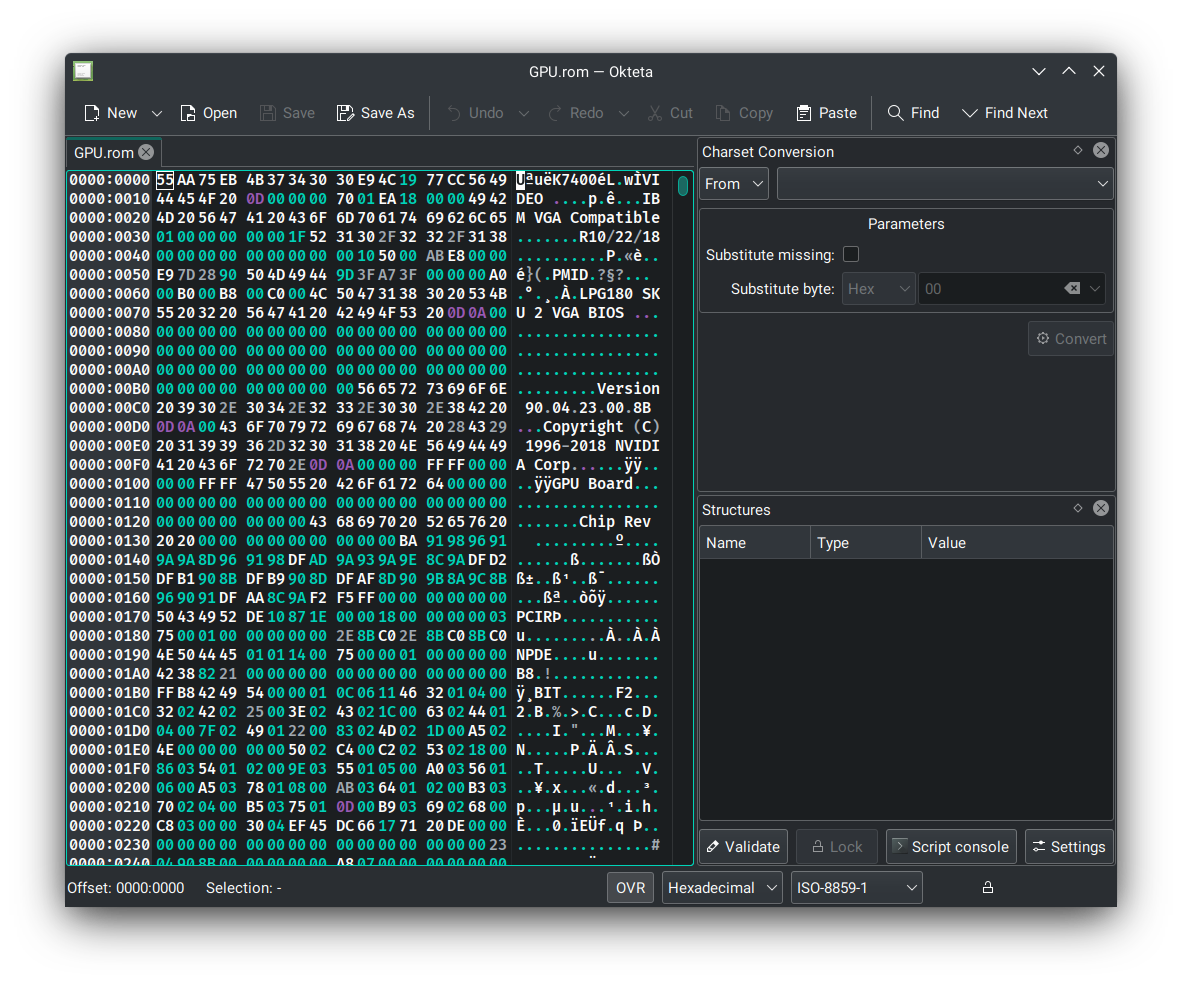 GPU.rom — Okteta
New Open Save Save As Undo Redo Cut Copy Paste Find Find Next
GPU.rom
0000:0000 55 AA 75 EB 4B 37 34 30 30 E9 4C 19 77 CC 56 49 UªuëK7400éL.wÌVI
0000:0010 44 45 4F 20 0D 00 00 00 70 01 EA 18 00 00 49 42 DEO ....p.ê...IB
0000:0020 4D 20 56 47 41 20 43 6F 6D 70 61 74 69 62 6C 65 M VGA Compatible
0000:0030 01 00 00 00 00 00 1F 52 31 30 2F 32 32 2F 31 38 .......R10/22/18
0000:0040 00 00 00 00 00 00 00 00 00 10 50 00 AB E8 00 00 ..........P.«è..
0000:0050 E9 7D 28 90 50 4D 49 44 9D 3F A7 3F 00 00 00 A0 é}(.PMID.?§?...
0000:0060 00 B0 00 B8 00 C0 00 4C 50 47 31 38 30 20 53 4B .°.¸.À.LPG180 SK
0000:0070 55 20 32 20 56 47 41 20 42 49 4F 53 20 0D 0A 00 U 2 VGA BIOS ...
0000:0080 00 00 00 00 00 00 00 00 00 00 00 00 00 00 00 00 ................
0000:0090 00 00 00 00 00 00 00 00 00 00 00 00 00 00 00 00 ................
0000:00A0 00 00 00 00 00 00 00 00 00 00 00 00 00 00 00 00 ................
0000:00B0 00 00 00 00 00 00 00 00 00 56 65 72 73 69 6F 6E .........Version
0000:00C0 20 39 30 2E 30 34 2E 32 33 2E 30 30 2E 38 42 20 90.04.23.00.8B
0000:00D0 0D 0A 00 43 6F 70 79 72 69 67 68 74 20 28 43 29 ...Copyright (C)
0000:00E0 20 31 39 39 36 2D 32 30 31 38 20 4E 56 49 44 49 1996-2018 NVIDI
0000:00F0 41 20 43 6F 72 70 2E 0D 0A 00 00 00 FF FF 00 00 A Corp......ÿÿ..
0000:0100 00 00 FF FF 47 50 55 20 42 6F 61 72 64 00 00 00 ..ÿÿGPU Board...
0000:0110 00 00 00 00 00 00 00 00 00 00 00 00 00 00 00 00 ................
0000:0120 00 00 00 00 00 00 00 43 68 69 70 20 52 65 76 20 .......Chip Rev
0000:0130 20 20 00 00 00 00 00 00 00 00 00 BA 91 98 96 91 .........º....
0000:0140 9A 9A 8D 96 91 98 DF AD 9A 93 9A 9E 8C 9A DF D2 ......ß.......ßÒ
0000:0150 DF B1 90 8B DF B9 90 8D DF AF 8D 90 9B 8A 9C 8B ß±..ß¹..ß¯......
0000:0160 96 90 91 DF AA 8C 9A F2 F5 FF 00 00 00 00 00 00 ...ßª..òõÿ......
0000:0170 50 43 49 52 DE 10 87 1E 00 00 18 00 00 00 00 03 PCIRÞ...........
0000:0180 75 00 01 00 00 00 00 00 2E 8B C0 2E 8B C0 8B C0 u.........À..À.À
0000:0190 4E 50 44 45 01 01 14 00 75 00 00 01 00 00 00 00 NPDE....u.......
0000:01A0 42 38 82 21 00 00 00 00 00 00 00 00 00 00 00 00 B8.!............
0000:01B0 FF B8 42 49 54 00 00 01 0C 06 11 46 32 01 04 00 ÿ¸BIT......F2...
0000:01C0 32 02 42 02 25 00 3E 02 43 02 1C 00 63 02 44 01 2.B.%.>.C...c.D.
0000:01D0 04 00 7F 02 49 01 22 00 83 02 4D 02 1D 00 A5 02 ....I."...M...¥.
0000:01E0 4E 00 00 00 00 00 50 02 C4 00 C2 02 53 02 18 00 N.....P.Ä.Â.S...
0000:01F0 86 03 54 01 02 00 9E 03 55 01 05 00 A0 03 56 01 ..T.....U... .V.
0000:0200 06 00 A5 03 78 01 08 00 AB 03 64 01 02 00 B3 03 ..¥.x...«.d...³.
0000:0210 70 02 04 00 B5 03 75 01 0D 00 B9 03 69 02 68 00 p...µ.u...¹.i.h.
0000:0220 C8 03 00 00 30 04 EF 45 DC 66 17 71 20 DE 00 00 È...0.ïEÜf.q Þ..
0000:0230 00 00 00 00 00 00 00 00 00 00 00 00 00 00 00 23 ...............#
0000:0240 04 90 8B 00 00 00 00 00 A8 07 00 00 00 00 00 00
Charset Conversion
From
Parameters
Substitute missing:
Substitute byte: Hex 00
Convert
Structures
Name Type Value
Validate Lock Script console Settings
Offset: 0000:0000 Selection: - OVR Hexadecimal ISO-8859-1